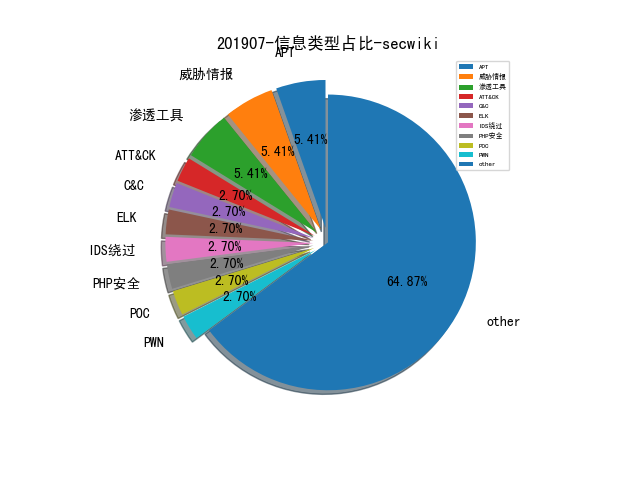 201907-信息类型占比-secwiki
APT
威胁情报
渗透工具
ATT&CK
C&C
ELK
IDS绕过
PHP安全
POC
PWN
other
5.41%
5.41%
5.41%
2.70%
2.70%
2.70%
2.70%
2.70%
2.70%
2.70%
64.87%
APT
威胁情报
渗透工具
ATT&CK
C&C
ELK
IDS绕过
PHP安全
POC
PWN
other